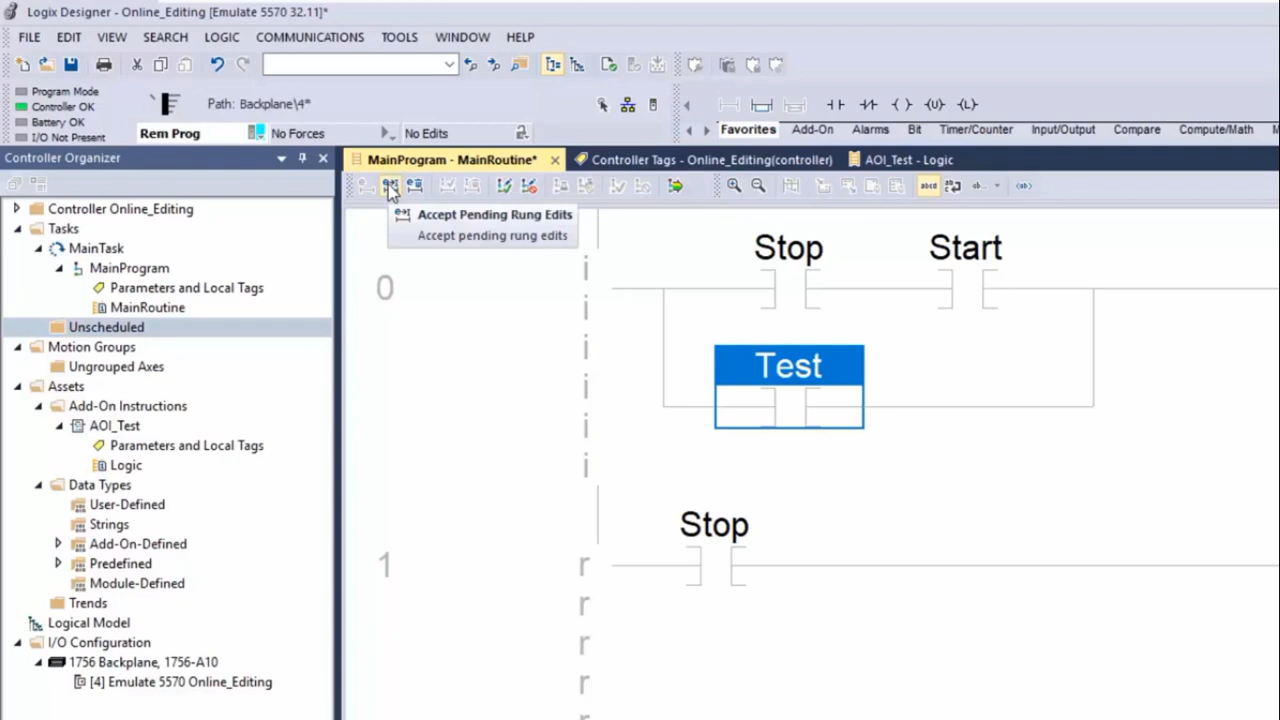 Logix Designer - Online_Editing [Emulate 5570 32.11]*
FILE EDIT VIEW SEARCH LOGIC COMMUNICATIONS TOOLS WINDOW HELP
Program Mode
Controller OK
Battery OK
I/O Not Present
Path: Backplane\4*
Rem Prog
No Forces
No Edits
Favorites Add-On Alarms Bit Timer/Counter Input/Output Compare Compute/Math
Controller Organizer
MainProgram - MainRoutine*
Controller Tags - Online_Editing(controller)
AOI_Test - Logic
abcd
ab...
Accept Pending Rung Edits
Accept pending rung edits
Controller Online_Editing
Tasks
MainTask
MainProgram
Parameters and Local Tags
MainRoutine
Unscheduled
Motion Groups
Ungrouped Axes
Assets
Add-On Instructions
AOI_Test
Parameters and Local Tags
Logic
Data Types
User-Defined
Strings
Add-On-Defined
Predefined
Module-Defined
Trends
Logical Model
I/O Configuration
1756 Backplane, 1756-A10
[4] Emulate 5570 Online_Editing
Stop Start
0
i
i
i
i
i
i
Test
Stop
1
r
r
r
r